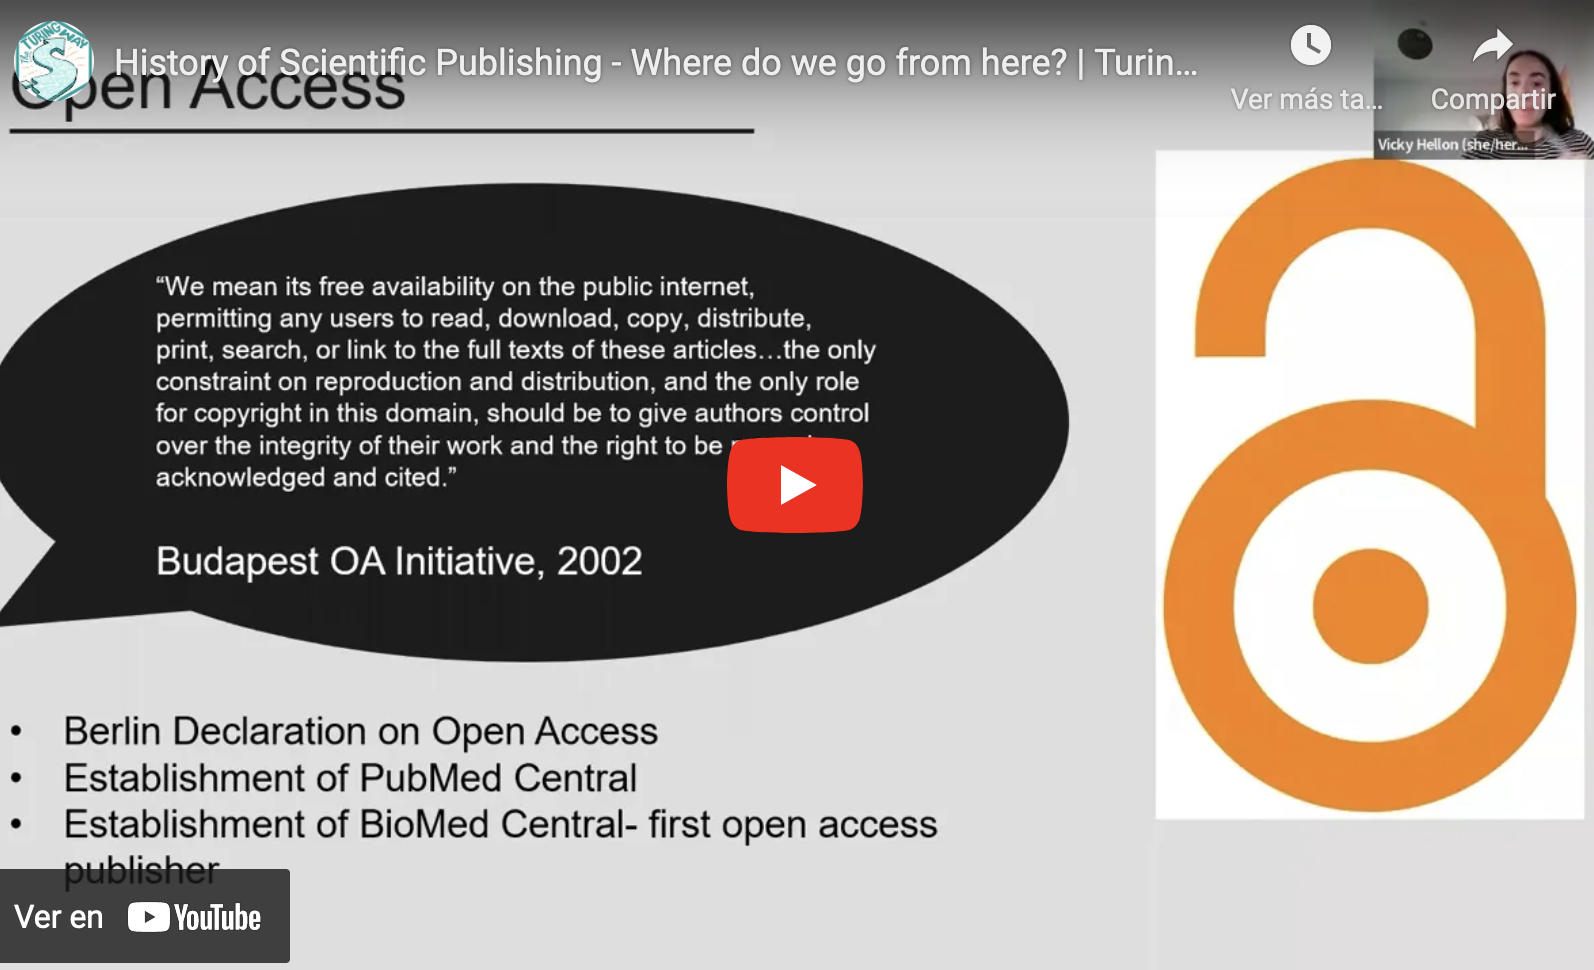 THE TURING WAY
History of Scientific Publishing - Where do we go from here? | Turin...
Ver más ta...
Compartir
Open Access
Vicky Hellon (she/her...
“We mean its free availability on the public internet,
permitting any users to read, download, copy, distribute,
print, search, or link to the full texts of these articles…the only
constraint on reproduction and distribution, and the only role
for copyright in this domain, should be to give authors control
over the integrity of their work and the right to be
acknowledged and cited.”
Budapest OA Initiative, 2002
• Berlin Declaration on Open Access
• Establishment of PubMed Central
• Establishment of BioMed Central- first open access
publisher
Ver en YouTube